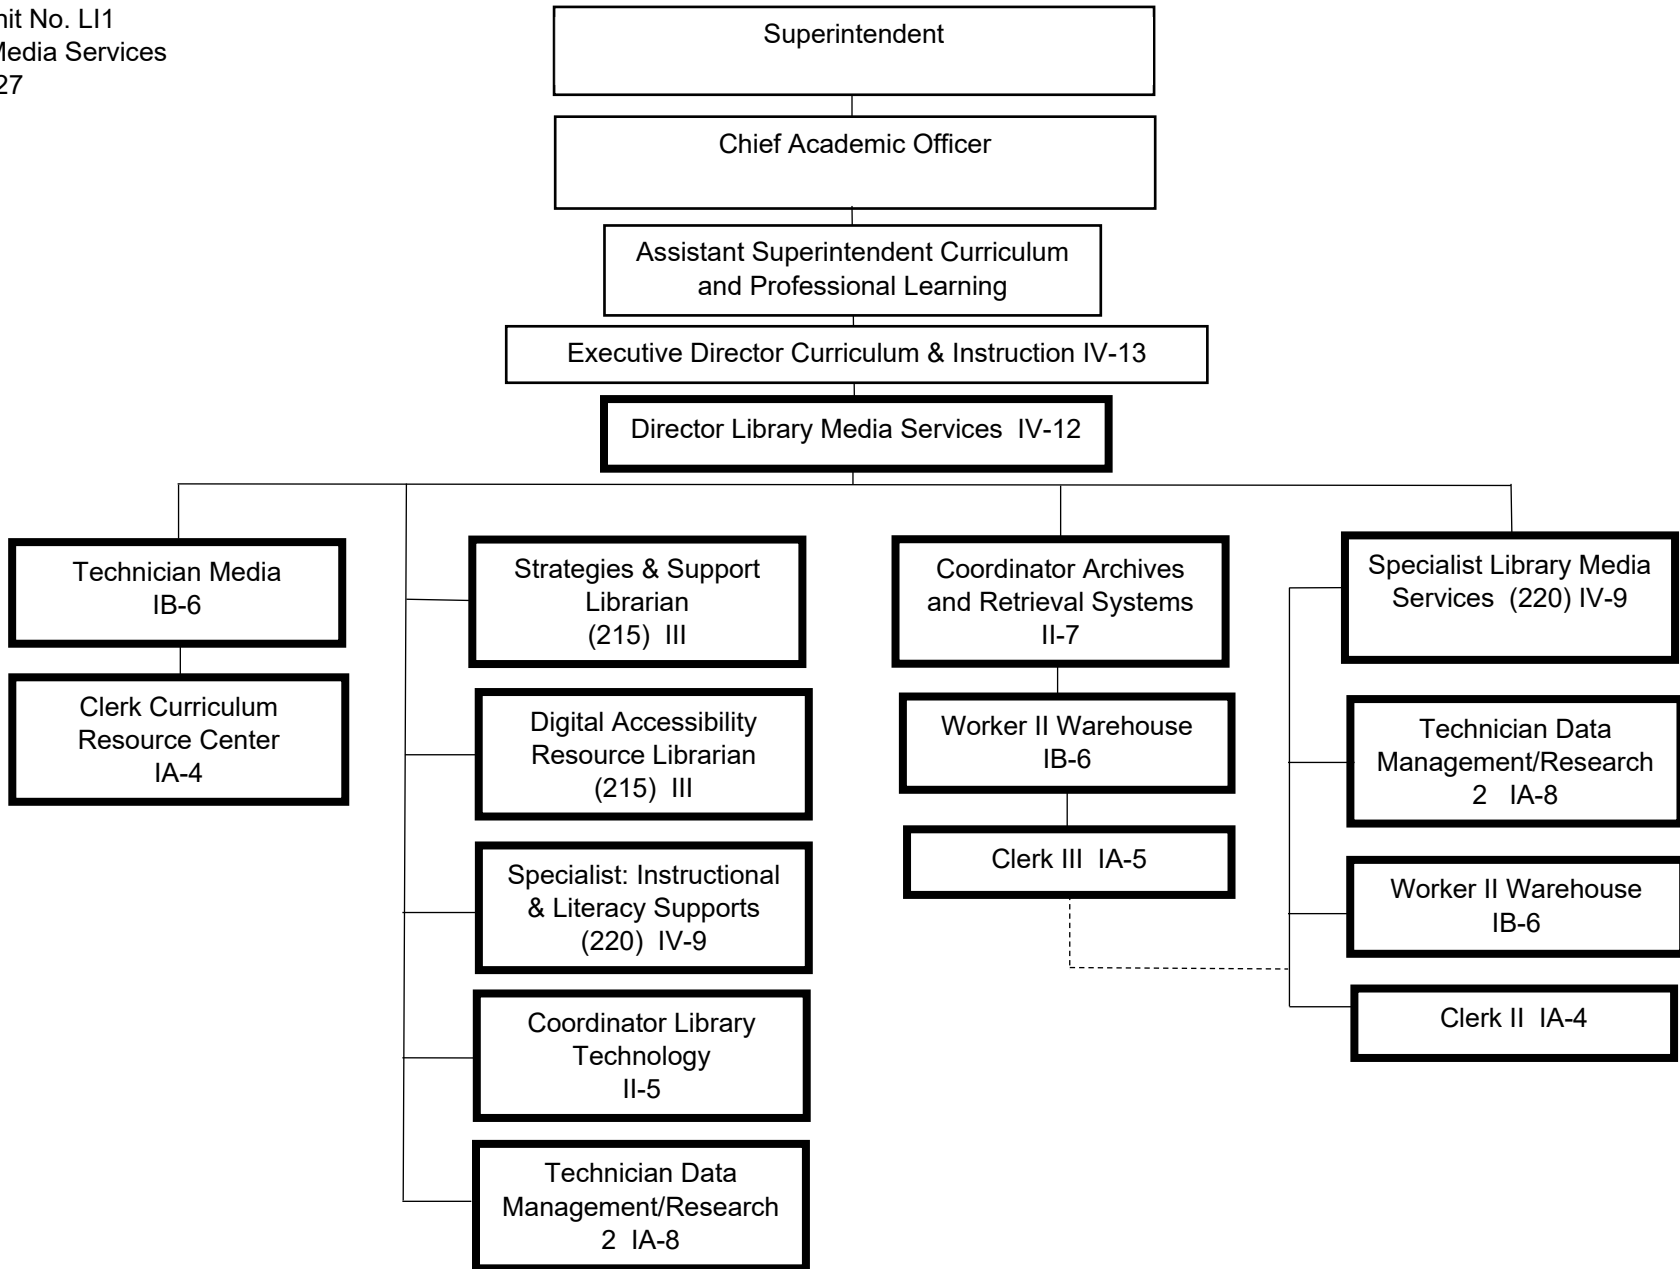 LI1
Media Services
27
Superintendent
Chief Academic Officer
Assistant Superintendent Curriculum
and Professional Learning
Executive Director Curriculum & Instruction IV-13
Director Library Media Services IV-12
Technician Media
IB-6
Clerk Curriculum
Resource Center
IA-4
Strategies & Support
Librarian
(215) III
Digital Accessibility
Resource Librarian
(215) III
Specialist: Instructional
& Literacy Supports
(220) IV-9
Coordinator Library
Technology
II-5
Technician Data
Management/Research
2 IA-8
Coordinator Archives
and Retrieval Systems
II-7
Worker II Warehouse
IB-6
Clerk III IA-5
Specialist Library Media
Services (220) IV-9
Technician Data
Management/Research
2 IA-8
Worker II Warehouse
IB-6
Clerk II IA-4